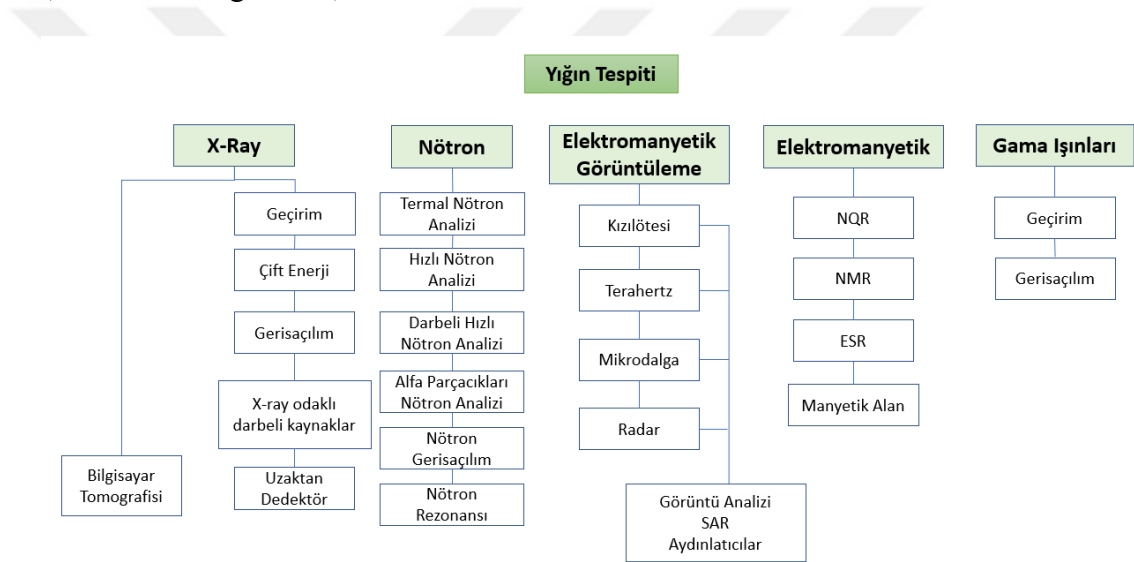 Yığın Tespiti
X-Ray
Geçirim
Çift Enerji
Gerisaçılım
X-ray odaklı
darbeli kaynaklar
Uzaktan
Dedektör
Bilgisayar
Tomografisi
Nötron
Termal Nötron
Analizi
Hızlı Nötron
Analizi
Darbeli Hızlı
Nötron Analizi
Alfa Parçacıkları
Nötron Analizi
Nötron
Gerisaçılım
Nötron
Rezonansı
Elektromanyetik
Görüntüleme
Kızılötesi
Terahertz
Mikrodalga
Radar
Görüntü Analizi
SAR
Aydınlatıcılar
Elektromanyetik
NQR
NMR
ESR
Manyetik Alan
Gama Işınları
Geçirim
Gerisaçılım